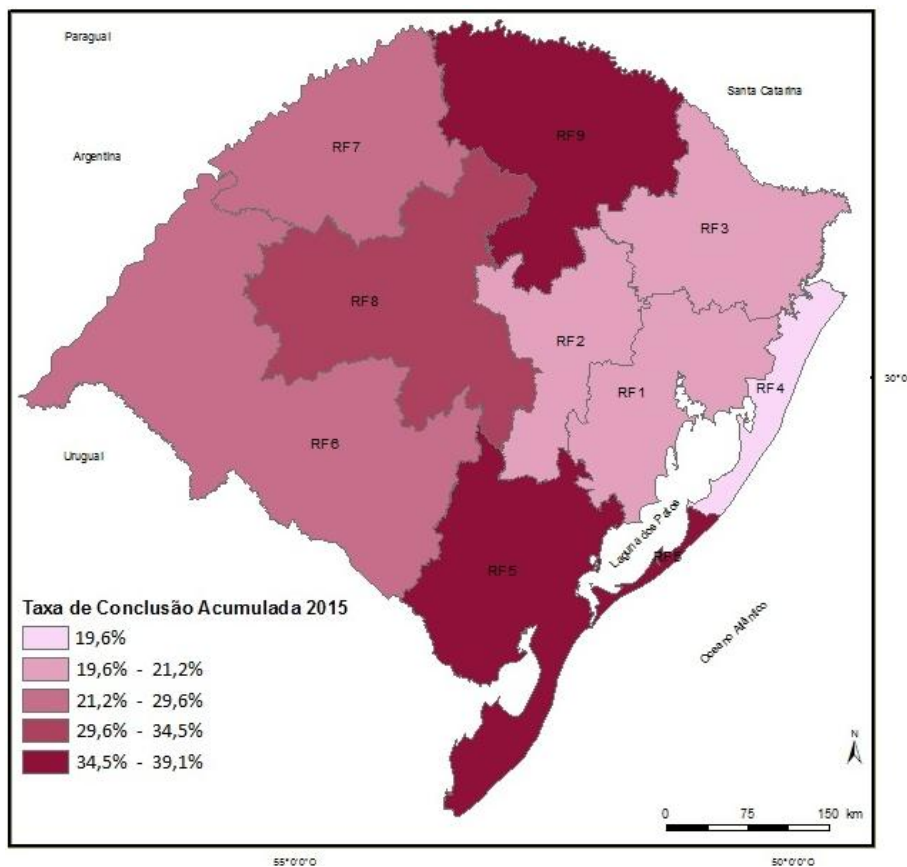 Paraguai
Santa Catarina
Argentina
RF7
RF9
RF3
RF8
RF2
RF4
RF1
30°0
RF6
Uruguai
Laguna dos Patos
RF5
RF5
Oceano Atlântico
Taxa de Conclusão Acumulada 2015
19,6%
19,6% - 21,2%
21,2% - 29,6%
29,6% - 34,5%
34,5% - 39,1%
N
0 75 150 km
55°0'0"O 50°0'0"O